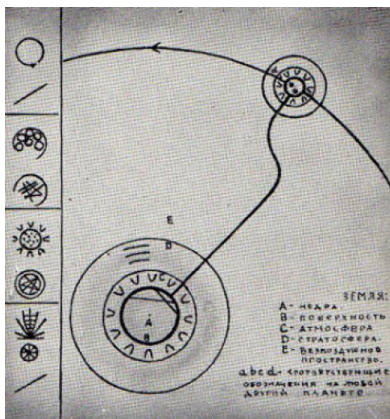 E
D
C
A
B
ЗЕМЛЯ:
A - НЕДРА
B - ПОВЕРХНОСТЬ
C - АТМОСФЕРА
D - СТРАТОСФЕРА
E - БЕЗВОЗДУШНОЕ
ПРОСТРАНСТВО.
abcd - СООТВЕТСТВУЮЩИЕ
ОБОЗНАЧЕНИЯ НА ЛЮБОЙ
ДРУГОЙ ПЛАНЕТЕ.